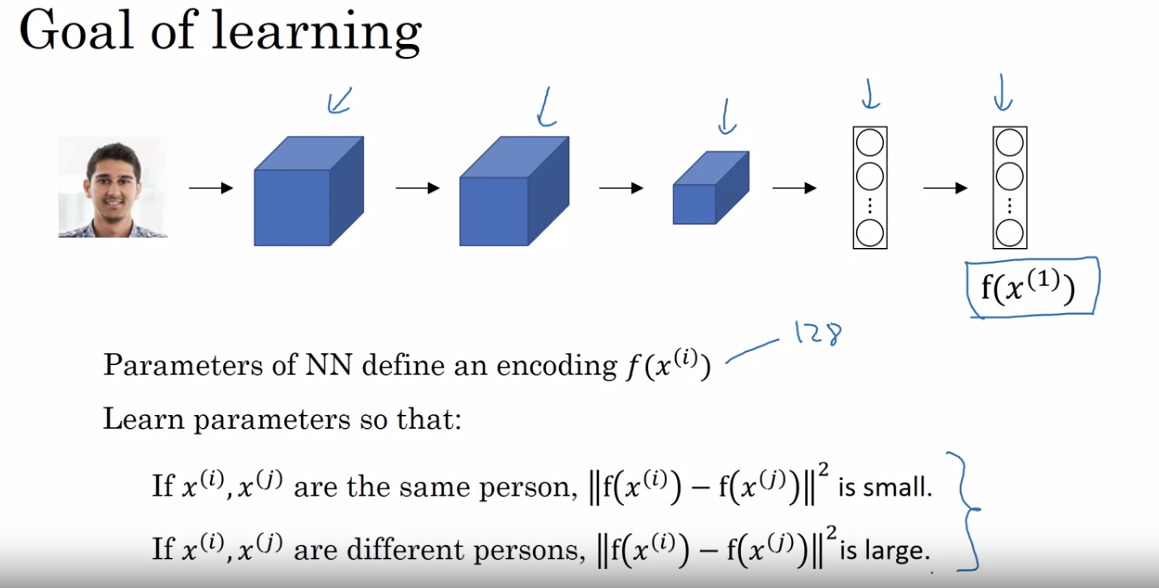 Goal of learning
f(x⁽¹⁾)
128
Parameters of NN define an encoding f(x⁽ⁱ⁾)
Learn parameters so that:
If x⁽ⁱ⁾, x⁽ʲ⁾ are the same person, ‖f(x⁽ⁱ⁾) − f(x⁽ʲ⁾)‖² is small.
If x⁽ⁱ⁾, x⁽ʲ⁾ are different persons, ‖f(x⁽ⁱ⁾) − f(x⁽ʲ⁾)‖² is large.